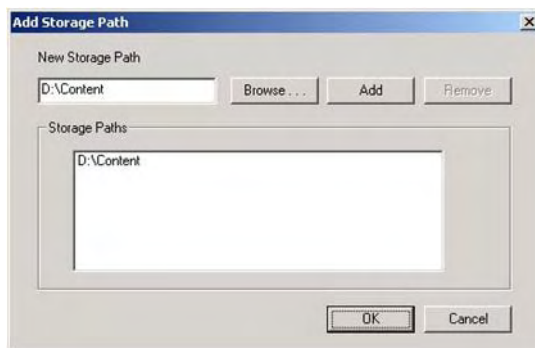 Add Storage Path
New Storage Path
D:\Content
Browse . . .
Add
Remove
Storage Paths
D:\Content
OK
Cancel